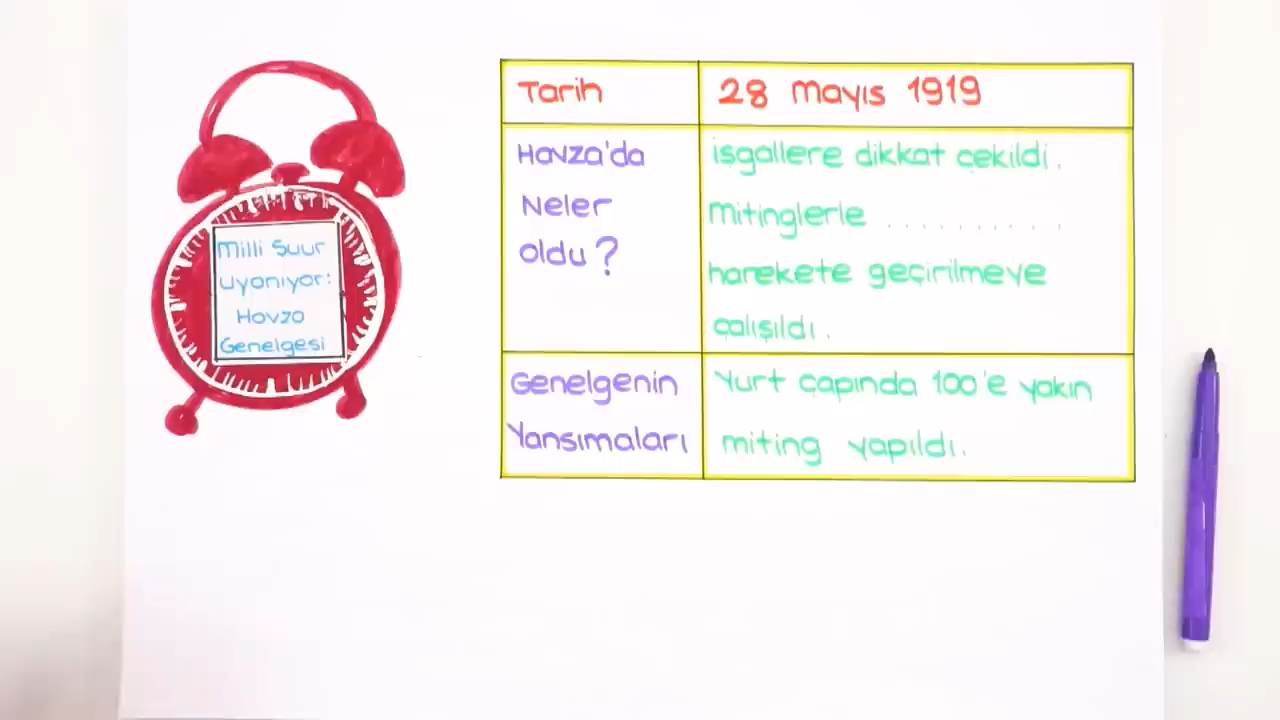 Milli Şuur
Uyanıyor:
Havza
Genelgesi
Tarih
28 Mayıs 1919
Havza'da
Neler
oldu?
işgallere dikkat çekildi.
Mitinglerle ..........
harekete geçirilmeye
çalışıldı.
Genelgenin
Yansımaları
Yurt çapında 100'e yakın
miting yapıldı.